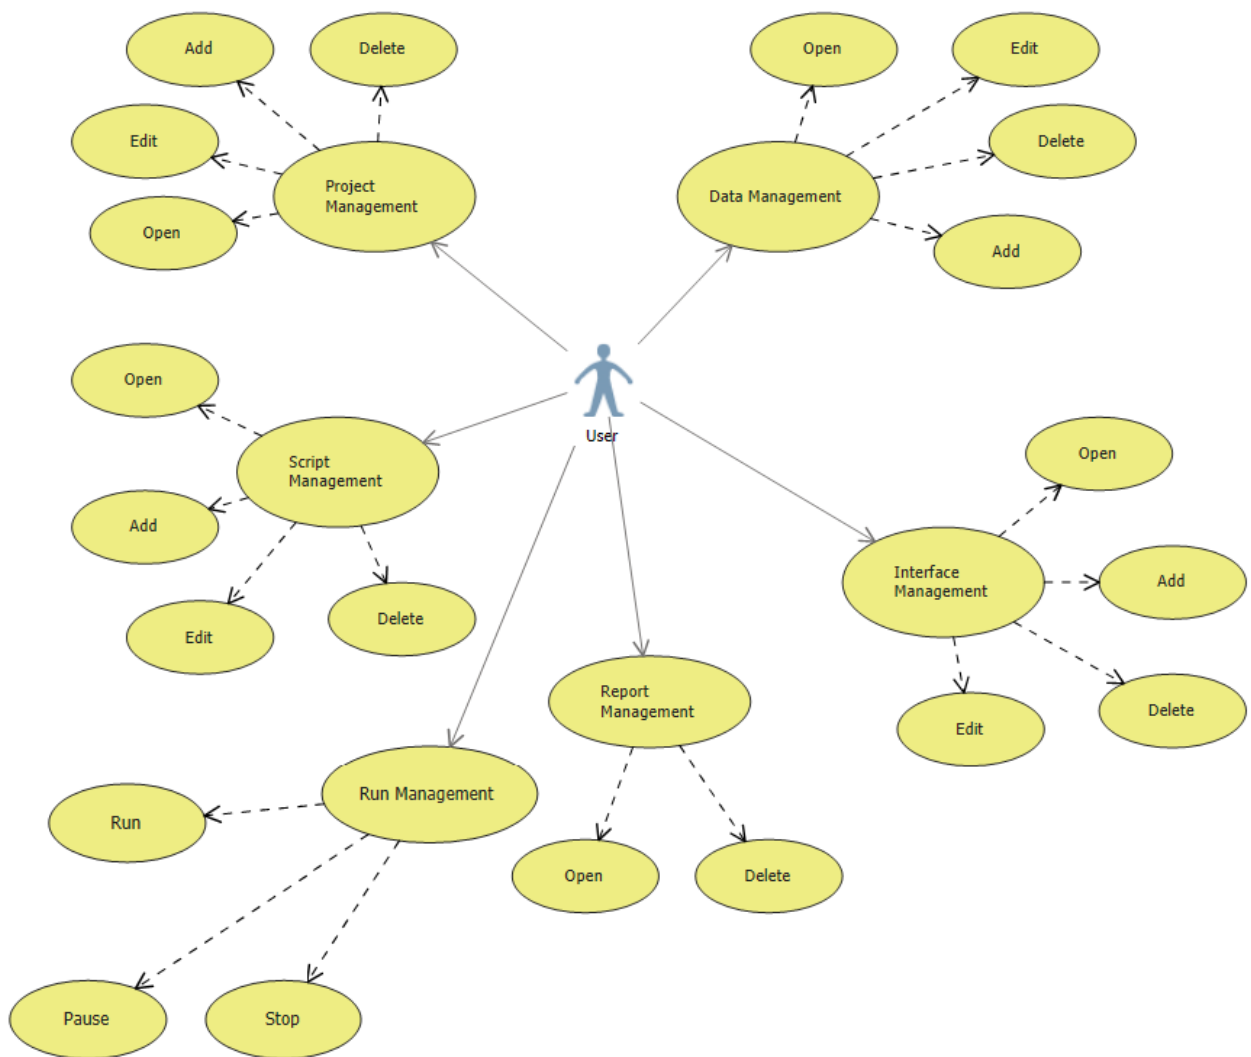 Add
Delete
Edit
Open
Project
Management
Open
Edit
Delete
Data Management
Add
User
Open
Script
Management
Add
Edit
Delete
Open
Interface
Management
Add
Delete
Edit
Report
Management
Open
Delete
Run Management
Run
Pause
Stop